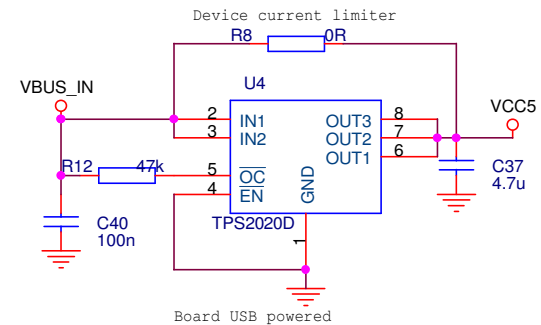 Device current limiter
R8 0R
U4
VBUS_IN
2 IN1 OUT3 8
VCC5
3 IN2 OUT2 7
OUT1 6
R12 47k 5 OC
C37
4 EN GND
4.7u
C40
TPS2020D
100n
1
Board USB powered